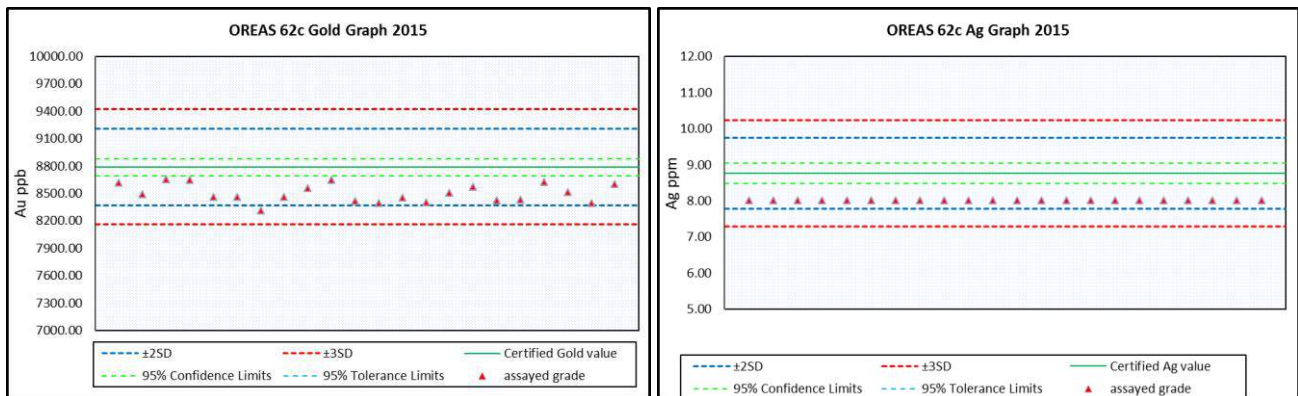 OREAS 62c Gold Graph 2015
Au ppb
10000.00
9700.00
9400.00
9100.00
8800.00
8500.00
8200.00
7900.00
7600.00
7300.00
7000.00
±2SD
±3SD
Certified Gold value
95% Confidence Limits
95% Tolerance Limits
assayed grade
OREAS 62c Ag Graph 2015
Ag ppm
12.00
11.00
10.00
9.00
8.00
7.00
6.00
5.00
±2SD
±3SD
Certified Ag value
95% Confidence Limits
95% Tolerance Limits
assayed grade